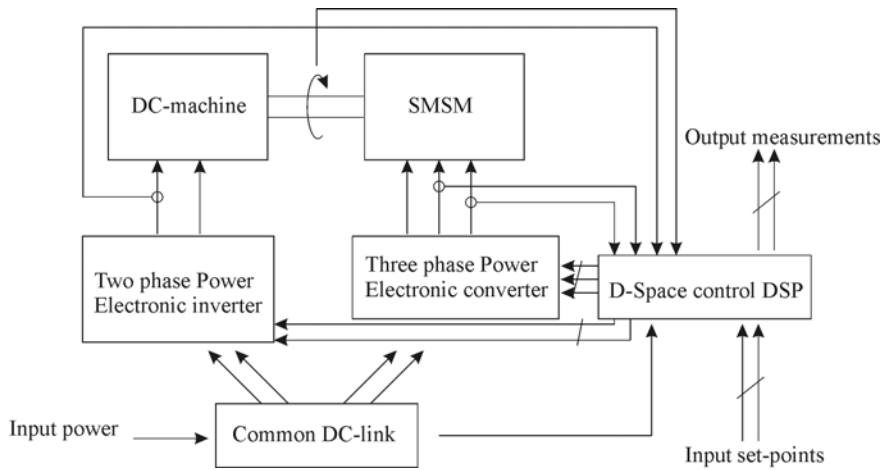 DC-machine
SMSM
Output measurements
Two phase Power
Electronic inverter
Three phase Power
Electronic converter
D-Space control DSP
Input power
Common DC-link
Input set-points